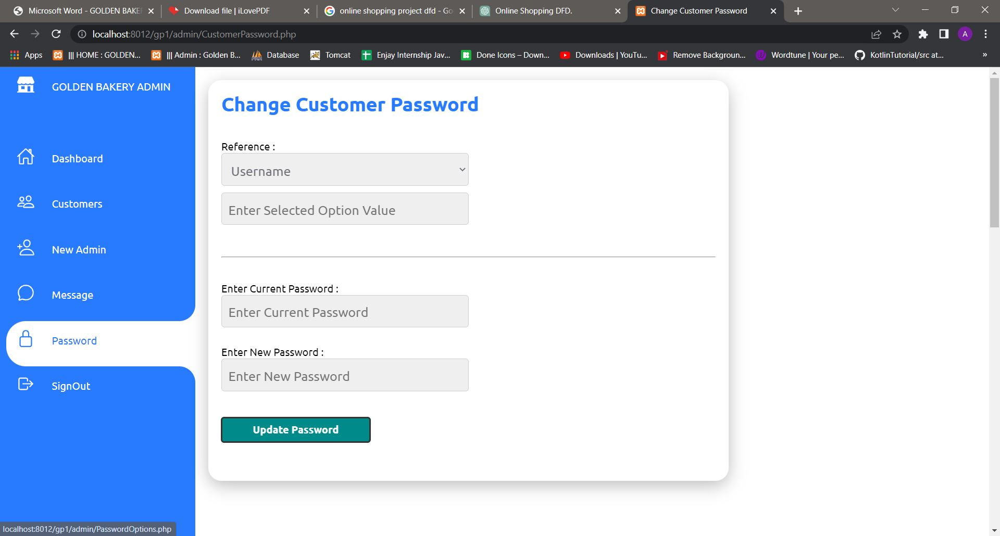 Microsoft Word - GOLDEN BAKE
Download file | iLovePDF
online shopping project dfd - Go
Online Shopping DFD.
Change Customer Password
localhost:8012/gp1/admin/CustomerPassword.php
A
Apps
||| HOME : GOLDEN...
||| Admin : Golden B...
Database
Tomcat
Enjay Internship Jav...
Done Icons – Down...
Downloads | YouTu...
Remove Backgroun...
Wordtune | Your pe...
KotlinTutorial/src at...
»
GOLDEN BAKERY ADMIN
Dashboard
Customers
New Admin
Message
Password
SignOut
Change Customer Password
Reference :
Username
Enter Selected Option Value
Enter Current Password :
Enter Current Password
Enter New Password :
Enter New Password
Update Password
localhost:8012/gp1/admin/PasswordOptions.php